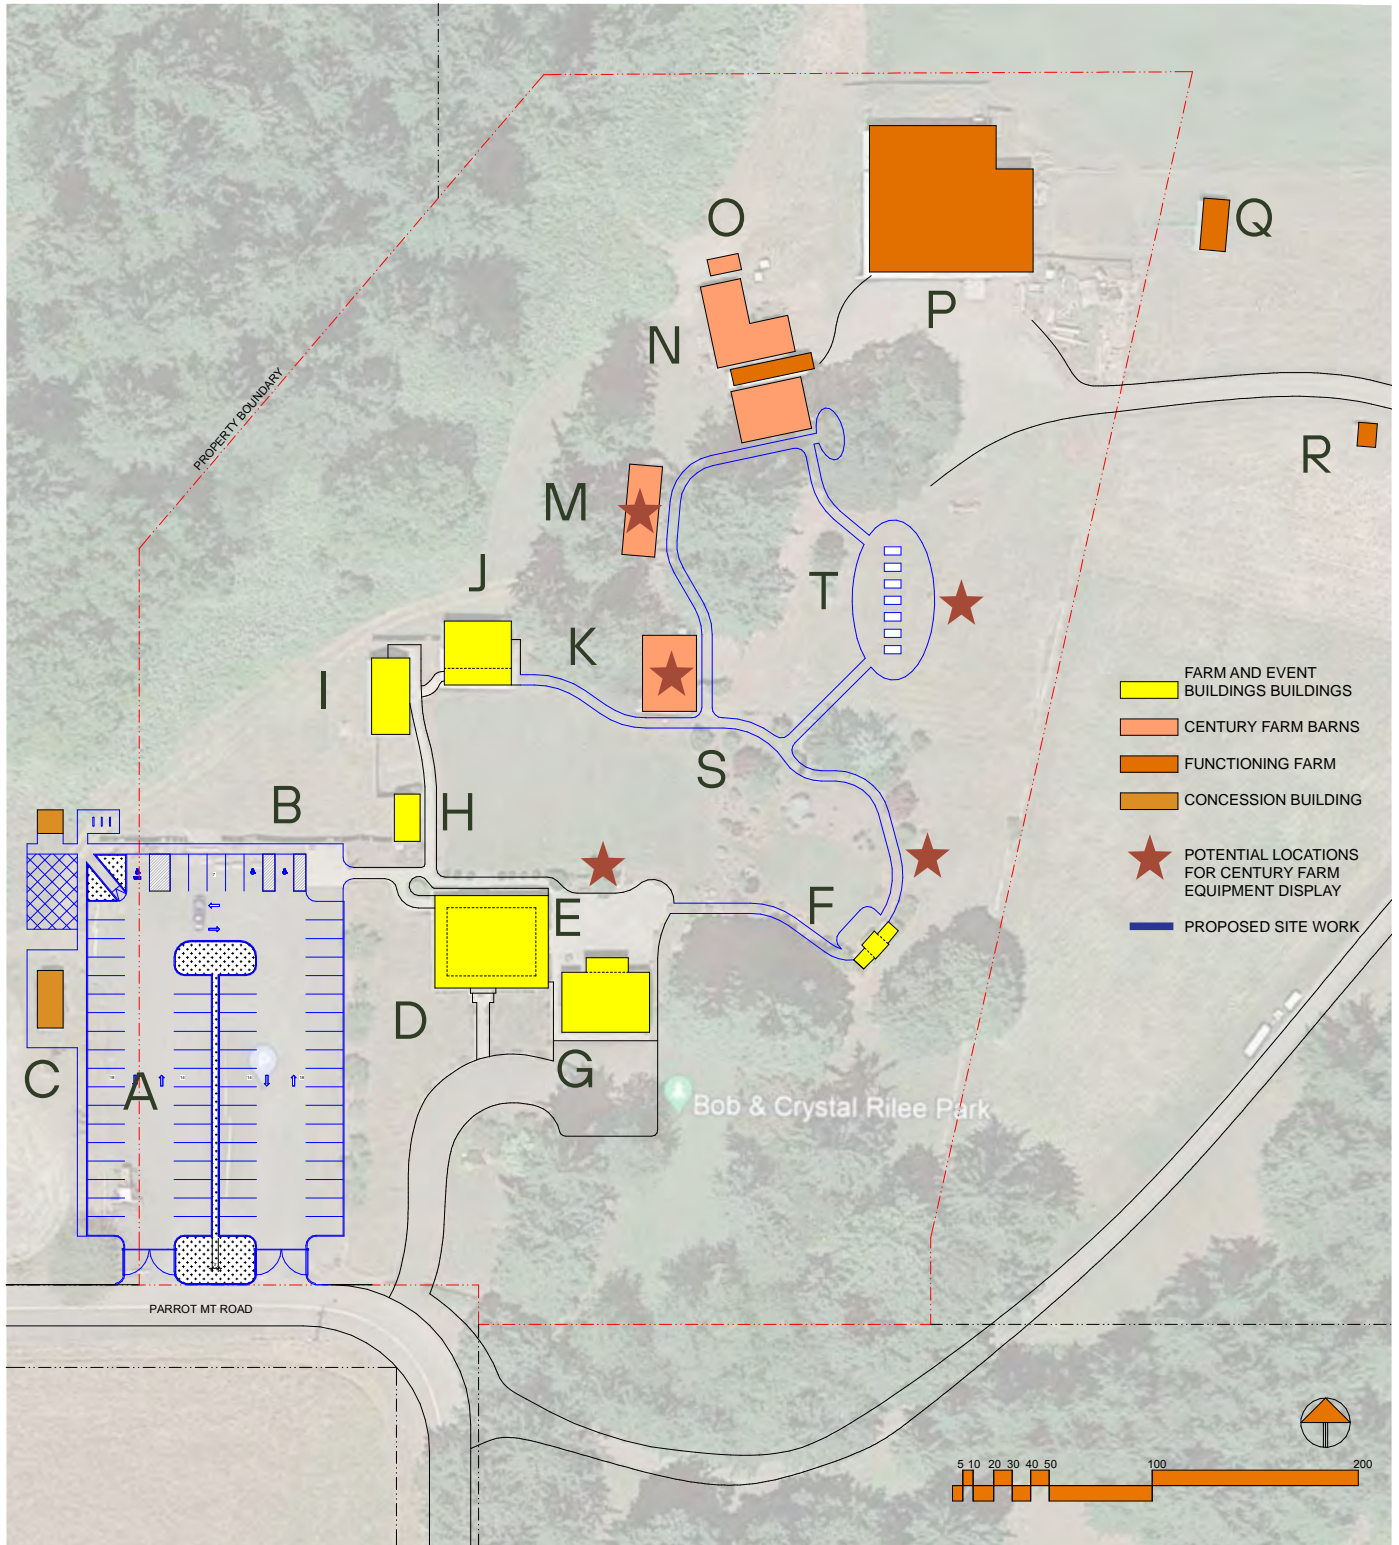 O
Q
P
N
PROPERTY BOUNDARY
R
M
J
T
K
I
FARM AND EVENT
BUILDINGS BUILDINGS
CENTURY FARM BARNS
FUNCTIONING FARM
CONCESSION BUILDING
POTENTIAL LOCATIONS
FOR CENTURY FARM
EQUIPMENT DISPLAY
PROPOSED SITE WORK
S
B
H
F
E
D
G
C
A
Bob & Crystal Rilee Park
PARROT MT ROAD
5 10 20 30 40 50 100 200